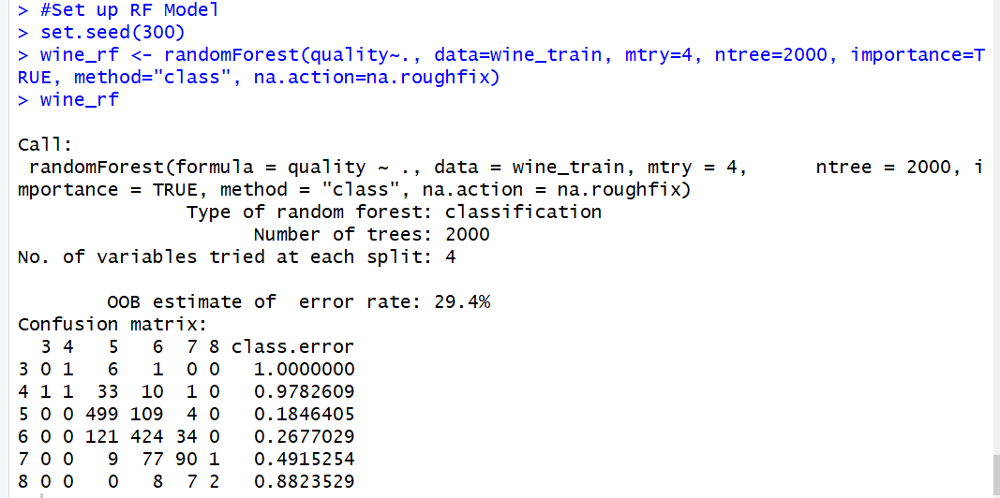 > #Set up RF Model
> set.seed(300)
> wine_rf <- randomForest(quality~., data=wine_train, mtry=4, ntree=2000, importance=T
RUE, method="class", na.action=na.roughfix)
> wine_rf
Call:
 randomForest(formula = quality ~ ., data = wine_train, mtry = 4,      ntree = 2000, i
mportance = TRUE, method = "class", na.action = na.roughfix)
               Type of random forest: classification
                     Number of trees: 2000
No. of variables tried at each split: 4
        OOB estimate of  error rate: 29.4%
Confusion matrix:
  3 4   5   6  7 8 class.error
3 0 1   6   1  0 0   1.0000000
4 1 1  33  10  1 0   0.9782609
5 0 0 499 109  4 0   0.1846405
6 0 0 121 424 34 0   0.2677029
7 0 0   9  77 90 1   0.4915254
8 0 0   0   8  7 2   0.8823529